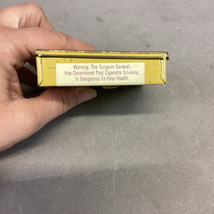 Warning: The Surgeon General
Has Determined That Cigarette Smoking
Is Dangerous To Your Health